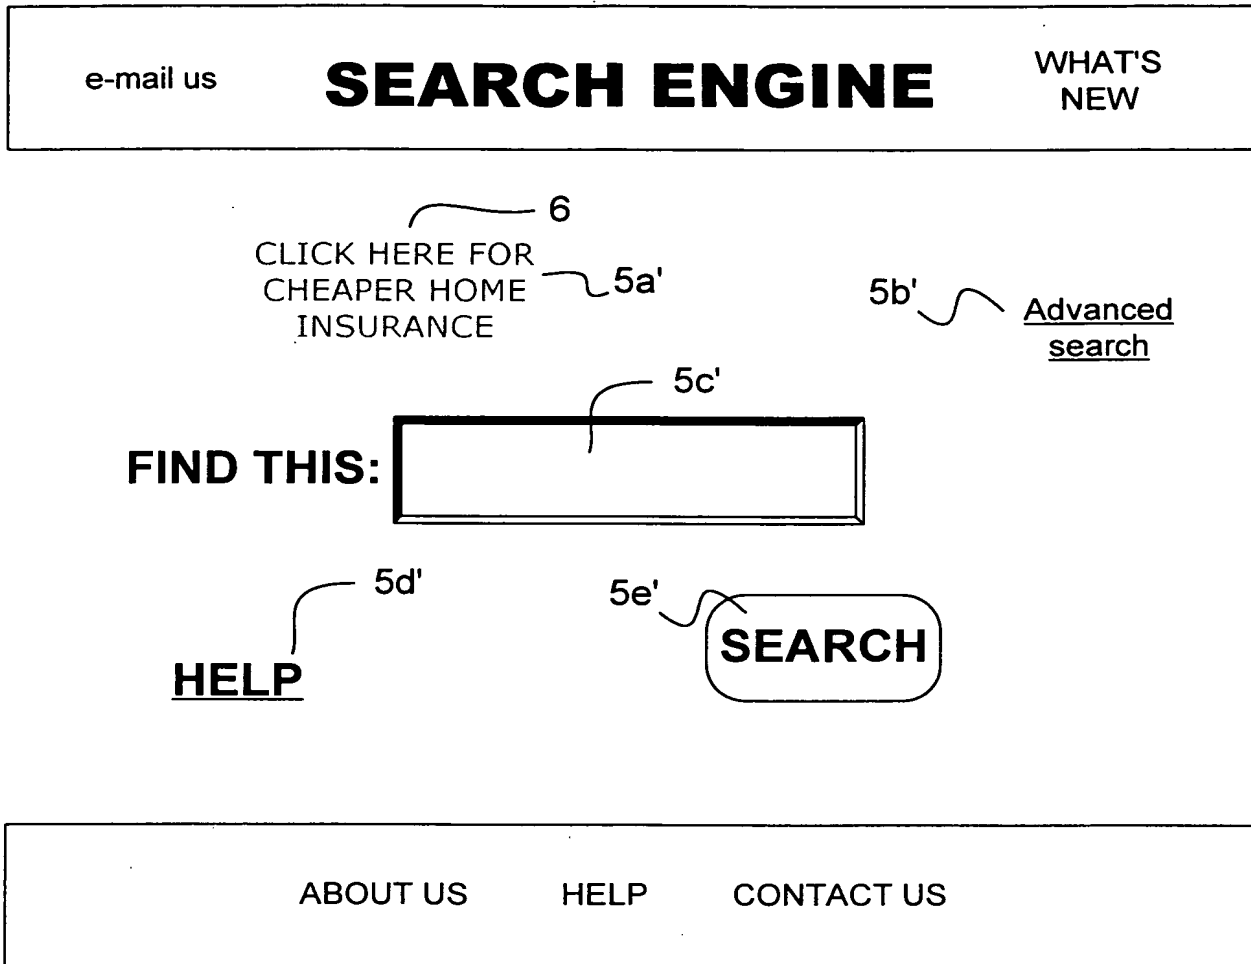 e-mail us
SEARCH ENGINE
WHAT'S
NEW
6
CLICK HERE FOR
CHEAPER HOME
INSURANCE
5a'
5b'
Advanced
search
5c'
FIND THIS:
5d'
5e'
HELP
SEARCH
ABOUT US
HELP
CONTACT US